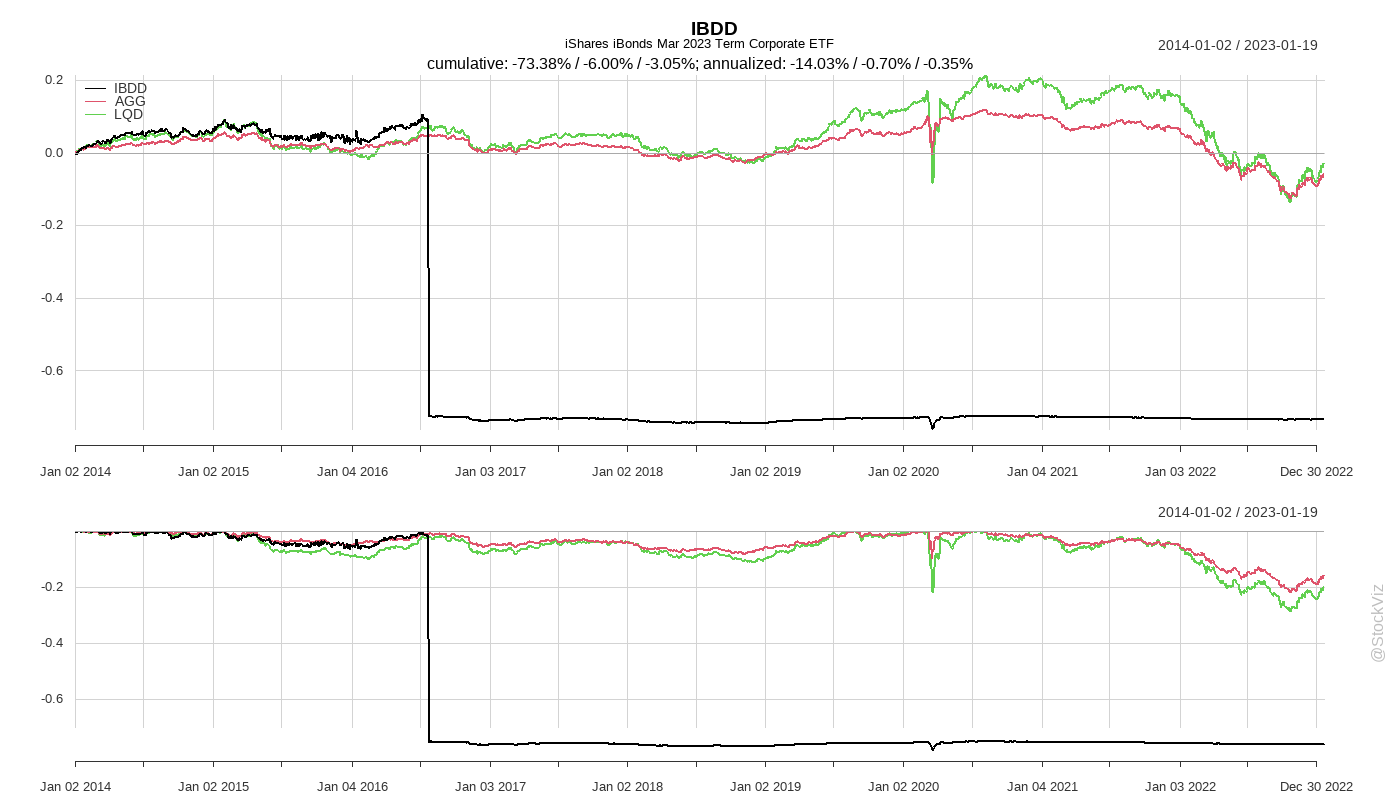 IBDD
iShares iBonds Mar 2023 Term Corporate ETF
2014-01-02 / 2023-01-19
cumulative: -73.38% / -6.00% / -3.05%; annualized: -14.03% / -0.70% / -0.35%
0.2
IBDD
AGG
LQD
0.0
-0.2
-0.4
-0.6
Jan 02 2014 Jan 02 2015 Jan 04 2016 Jan 03 2017 Jan 02 2018 Jan 02 2019 Jan 02 2020 Jan 04 2021 Jan 03 2022 Dec 30 2022
2014-01-02 / 2023-01-19
-0.2
-0.4
-0.6
Jan 02 2014 Jan 02 2015 Jan 04 2016 Jan 03 2017 Jan 02 2018 Jan 02 2019 Jan 02 2020 Jan 04 2021 Jan 03 2022 Dec 30 2022
@StockViz